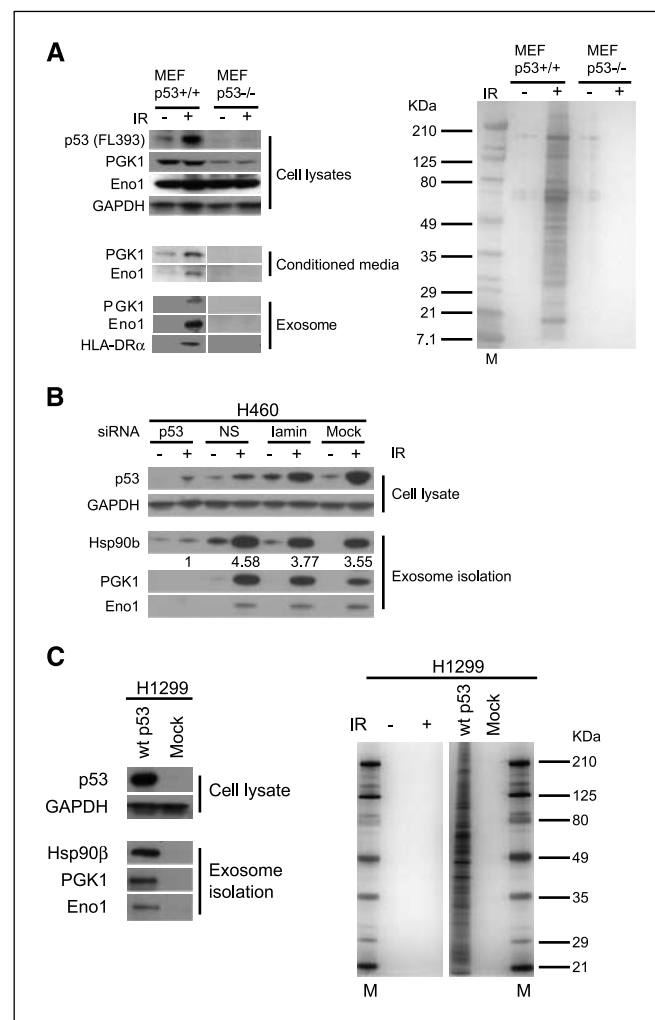 A
MEF p53+/+
MEF p53-/-
IR - + - +
p53 (FL393)
PGK1
Eno1
GAPDH
Cell lysates
PGK1
Eno1
Conditioned media
PGK1
Eno1
HLA-DRα
Exosome
MEF p53+/+
MEF p53-/-
IR - + - +
KDa
210
125
80
49
35
29
21
7.1
M
B
H460
siRNA p53 NS lamin Mock
- + - + - + - + IR
p53
GAPDH
Cell lysate
Hsp90b
1 4.58 3.77 3.55
PGK1
Eno1
Exosome isolation
C
H1299
wt p53
Mock
p53
GAPDH
Cell lysate
Hsp90β
PGK1
Eno1
Exosome isolation
H1299
IR - + wt p53 Mock
KDa
210
125
80
49
35
29
21
M M